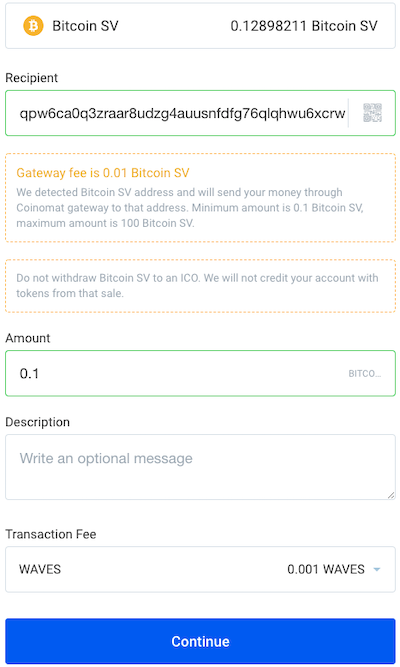 Bitcoin SV 0.12898211 Bitcoin SV
Recipient
qpw6ca0q3zraar8udzg4auusnfdfg76qlqhwu6xcrw
Gateway fee is 0.01 Bitcoin SV
We detected Bitcoin SV address and will send your money through
Coinomat gateway to that address. Minimum amount is 0.1 Bitcoin SV,
maximum amount is 100 Bitcoin SV.
Do not withdraw Bitcoin SV to an ICO. We will not credit your account with
tokens from that sale.
Amount
0.1 BITCO...
Description
Write an optional message
Transaction Fee
WAVES 0.001 WAVES
Continue